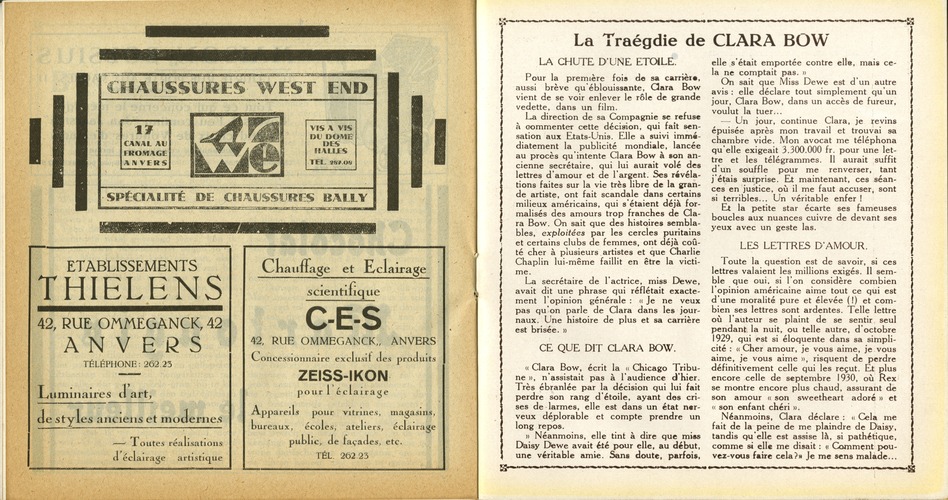 CHAUSSURES WEST END
17
CANAL AU
FROMAGE
ANVERS
WE
VIS A VIS
DU DOME
DES
HALLES
TEL. 282.08
SPÉCIALITÉ DE CHAUSSURES BALLY
ETABLISSEMENTS
THIELENS
42, RUE OMMEGANCK, 42
ANVERS
TÉLÉPHONE: 262.23
Luminaires d'art,
de styles anciens et modernes
— Toutes réalisations
d'éclairage artistique
Chauffage et Eclairage
scientifique
C-E-S
42, RUE OMMEGANCK, ANVERS
Concessionnaire exclusif des produits
ZEISS-IKON
pour l'éclairage
Appareils pour vitrines, magasins,
bureaux, écoles, ateliers, éclairage
public, de façades, etc.
TÉL. 262.23
La Traégdie de CLARA BOW
LA CHUTE D'UNE ETOILE.
Pour la première fois de sa carrière,
aussi brève qu'éblouissante, Clara Bow
vient de se voir enlever le rôle de grande
vedette, dans un film.
La direction de sa Compagnie se refuse
à commenter cette décision, qui fait sen-
sation aux Etats-Unis. Elle a suivi immé-
diatement la publicité mondiale, lancée
au procès qu'intente Clara Bow à son an-
cienne secrétaire, qui lui aurait volé des
lettres d'amour et de l'argent. Ses révéla-
tions faites sur la vie très libre de la gran-
de artiste, ont fait scandale dans certains
milieux américains, qui s'étaient déjà for-
malisés des amours trop franches de Cla-
ra Bow. On sait que des histoires sembla-
bles, exploitées par les cercles puritains
et certains clubs de femmes, ont déjà coû-
té cher à plusieurs artistes et que Charlie
Chaplin lui-même faillit en être la victi-
me.
La secrétaire de l'actrice, miss Dewe,
avait dit une phrase qui réflétait exacte-
ment l'opinion générale : « Je ne veux
pas qu'on parle de Clara dans les jour-
naux. Une histoire de plus et sa carrière
est brisée. »
CE QUE DIT CLARA BOW.
« Clara Bow, écrit la « Chicago Tribu-
ne », n'assistait pas à l'audience d'hier.
Très ébranlée par la décision qui lui fait
perdre son rang d'étoile, ayant des cri-
ses de larmes, elle est dans un état ner-
veux déplorable et compte prendre un
long repos.
» Néanmoins, elle tint à dire que miss
Daisy Dewe avait été pour elle, au début,
une véritable amie. Sans doute, parfois,
elle s'était emportée contre elle, mais ce-
la ne comptait pas. »
On sait que Miss Dewe est d'un autre
avis : elle déclare tout simplement qu'un
jour, Clara Bow, dans un accès de fureur,
voulut la tuer...
— Un jour, continue Clara, je revins
épuisée après mon travail et trouvai sa
chambre vide. Mon avocat me téléphona
qu'elle exigeait 3.300.000 fr. pour une let-
tre et les télégrammes. Il aurait suffit
d'un souffle pour me renverser, tant
j'étais surprise. Et maintenant, ces séan-
ces en justice, où il me faut accuser, sont
si terribles... Un véritable enfer !
Et la petite star écarte ses fameuses
boucles aux nuances cuivre de devant ses
yeux avec un geste las.
LES LETTRES D'AMOUR.
Toute la question est de savoir, si ces
lettres valaient les millions exigés. Il sem-
ble que oui, si l'on considère combien
l'opinion américaine aime tout ce qui est
d'une moralité pure et élevée (!) et com-
bien ses lettres sont ardentes. Telle lettre
où l'auteur se plaint de se sentir seul
pendant la nuit, ou telle autre, d'octobre
1929, qui est si éloquente dans sa simpli-
cité : « Cher amour, je vous aime, je vous
aime, je vous aime », risquent de perdre
définitivement celle qui les reçut. Et plus
encore celle de septembre 1930, où Rex
se montre encore plus chaud, assurant de
son amour son « sweetheart adoré » et
« son enfant chéri ».
Néanmoins, Clara déclare : « Cela me
fait de la peine de me plaindre de Daisy,
tandis qu'elle est assise là, si pathétique,
comme si elle me disait : « Comment pou-
vez-vous faire cela?» Je me sens malade...